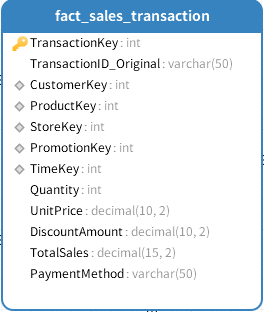 fact_sales_transaction
TransactionKey : int
TransactionID_Original : varchar(50)
CustomerKey : int
ProductKey : int
StoreKey : int
PromotionKey : int
TimeKey : int
Quantity : int
UnitPrice : decimal(10, 2)
DiscountAmount : decimal(10, 2)
TotalSales : decimal(15, 2)
PaymentMethod : varchar(50)